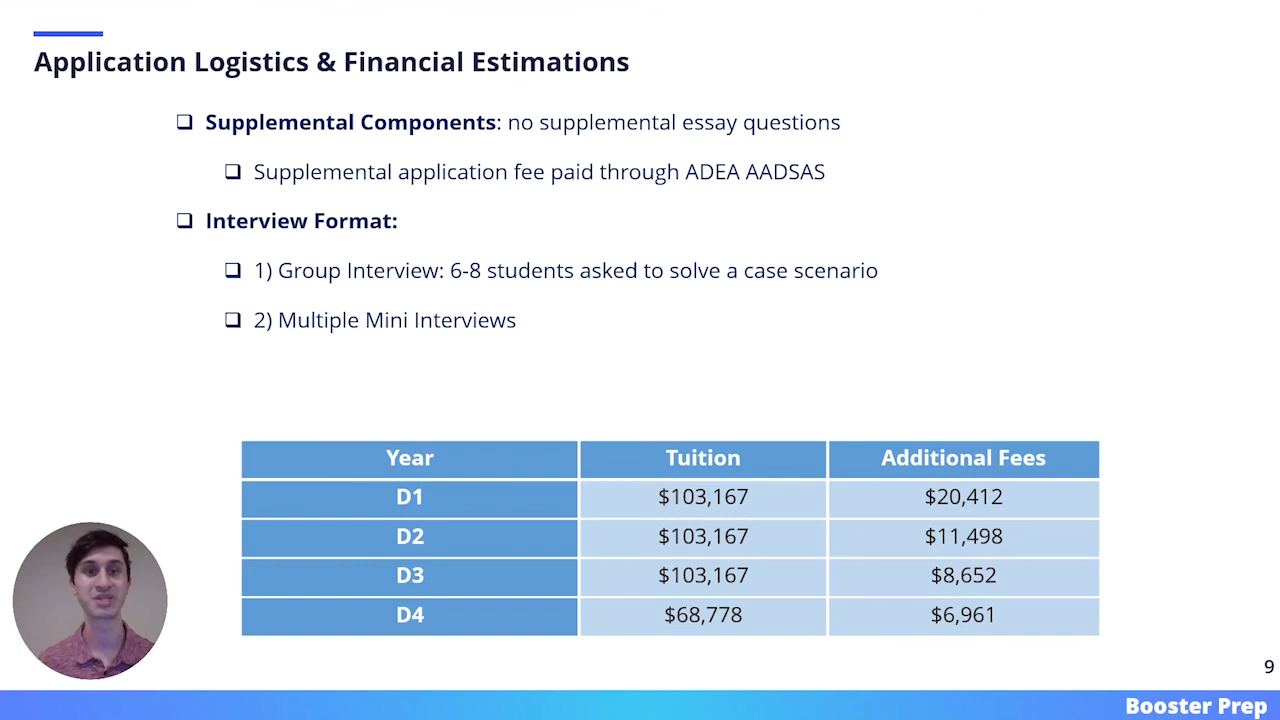 Application Logistics & Financial Estimations
Supplemental Components: no supplemental essay questions
Supplemental application fee paid through ADEA AADSAS
Interview Format:
1) Group Interview: 6-8 students asked to solve a case scenario
2) Multiple Mini Interviews
Year Tuition Additional Fees
D1 $103,167 $20,412
D2 $103,167 $11,498
D3 $103,167 $8,652
D4 $68,778 $6,961
9
Booster Prep